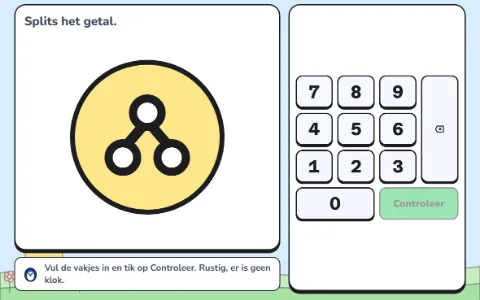 Splits het getal.
7 8 9
4 5 6
1 2 3
0 Controleer
Vul de vakjes in en tik op Controleer. Rustig, er is geen
klok.